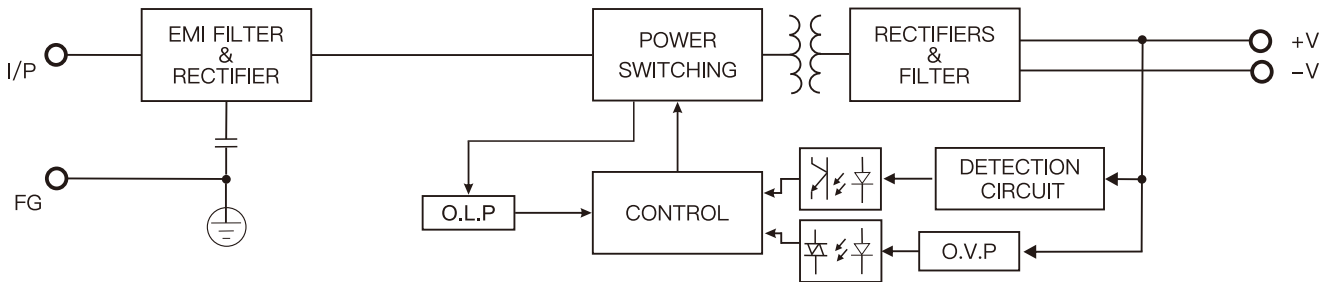 I/P
EMI FILTER
&
RECTIFIER
POWER
SWITCHING
RECTIFIERS
&
FILTER
+V
-V
FG
O.L.P
CONTROL
DETECTION
CIRCUIT
O.V.P